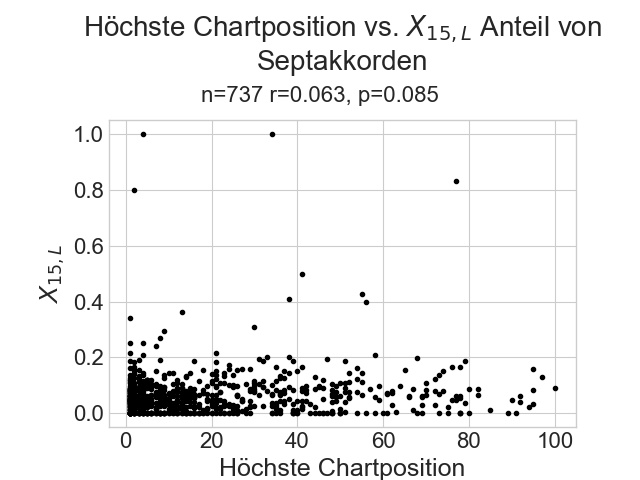 Höchste Chartposition vs. X₁₅,L Anteil von
Septakkorden
n=737 r=0.063, p=0.085
1.0
0.8
0.6
0.4
0.2
0.0
X₁₅,L
0 20 40 60 80 100
Höchste Chartposition